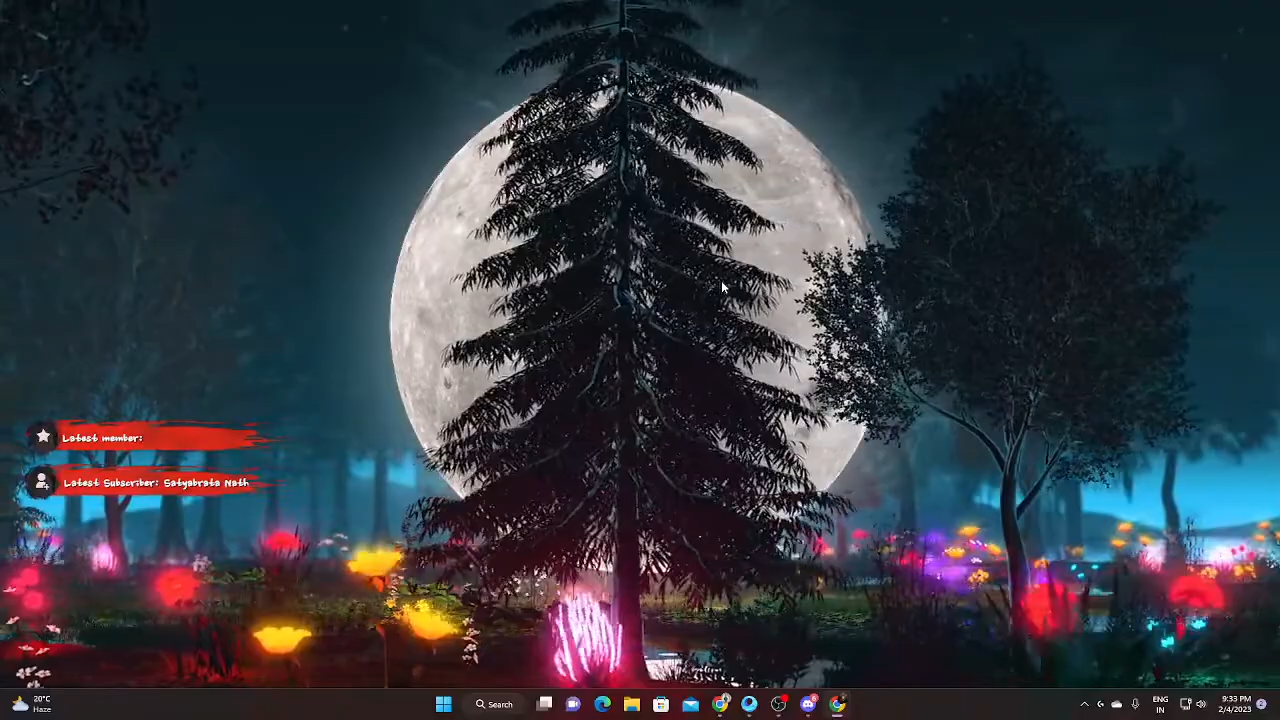 Latest member:
Latest Subscriber: Satyabrata Nath
20°C
Haze
Search
ENG
IN
9:33 PM
2/4/2023